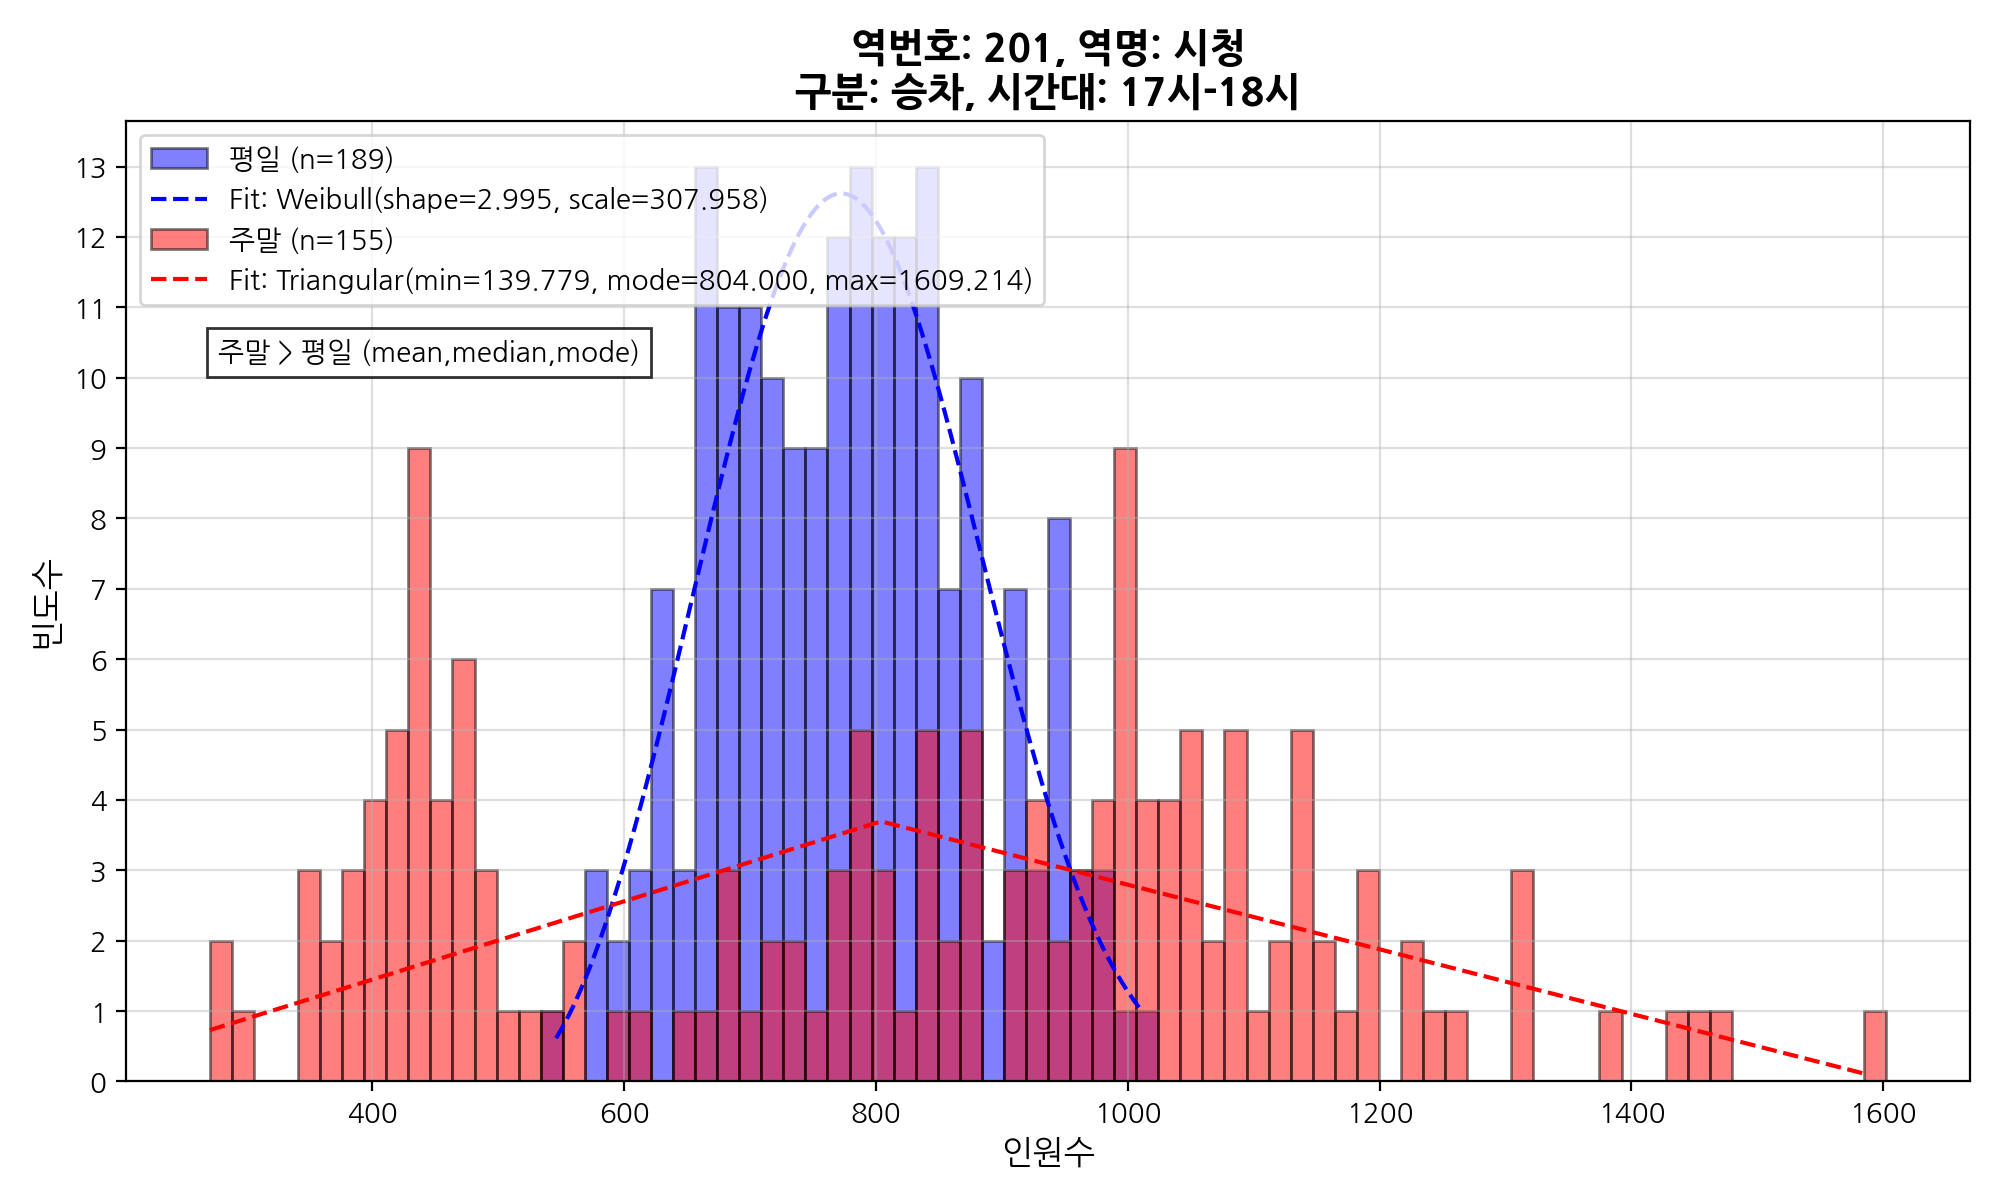 역번호: 201, 역명: 시청
구분: 승차, 시간대: 17시-18시
평일 (n=189)
Fit: Weibull(shape=2.995, scale=307.958)
주말 (n=155)
Fit: Triangular(min=139.779, mode=804.000, max=1609.214)
주말 > 평일 (mean,median,mode)
13
12
11
10
9
8
7
6
5
4
3
2
1
0
빈도수
400 600 800 1000 1200 1400 1600
인원수